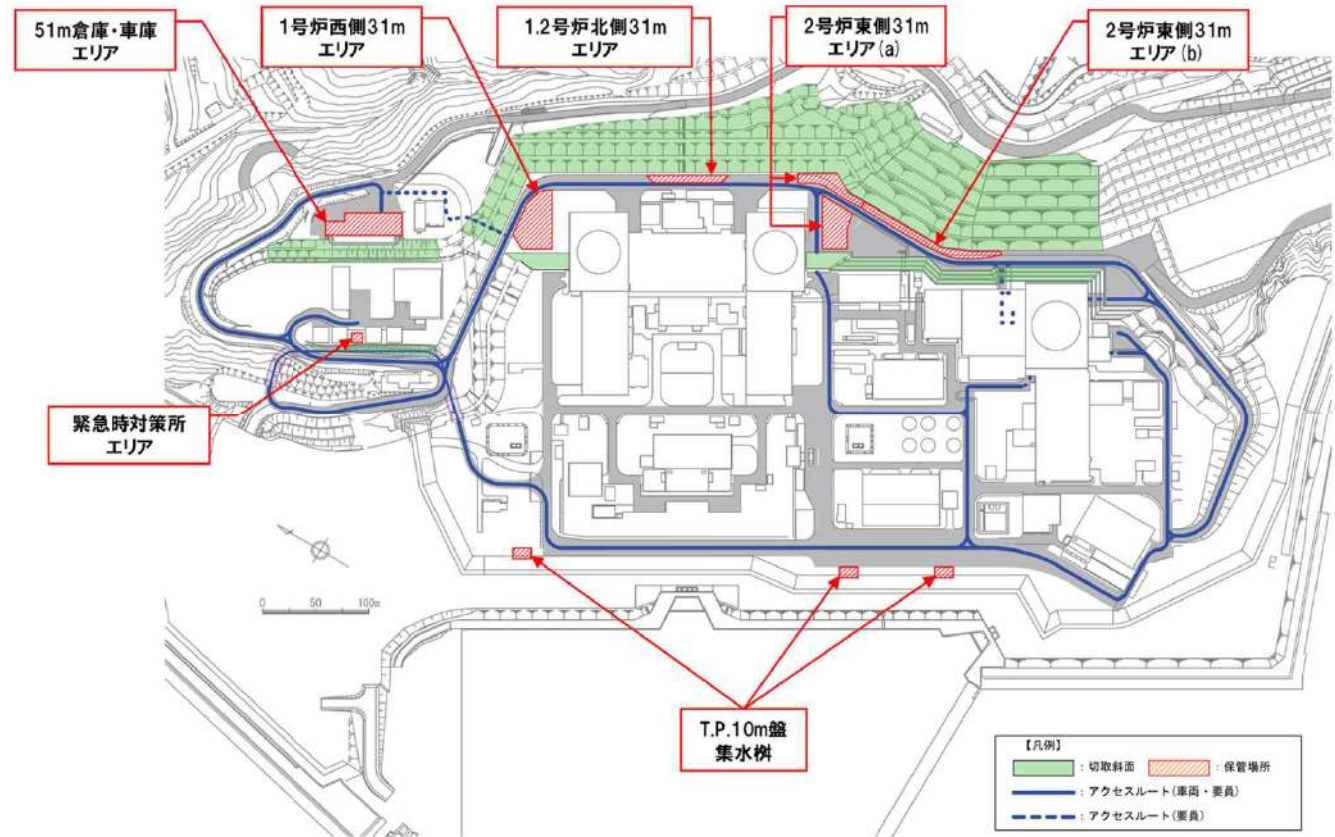 51m倉庫・車庫
エリア
1号炉西側31m
エリア
1.2号炉北側31m
エリア
2号炉東側31m
エリア(a)
2号炉東側31m
エリア(b)
緊急時対策所
エリア
0 50 100m
T.P.10m盤
集水桝
【凡例】
：切取斜面 ：保管場所
：アクセスルート(車両・要員)
：アクセスルート(要員)